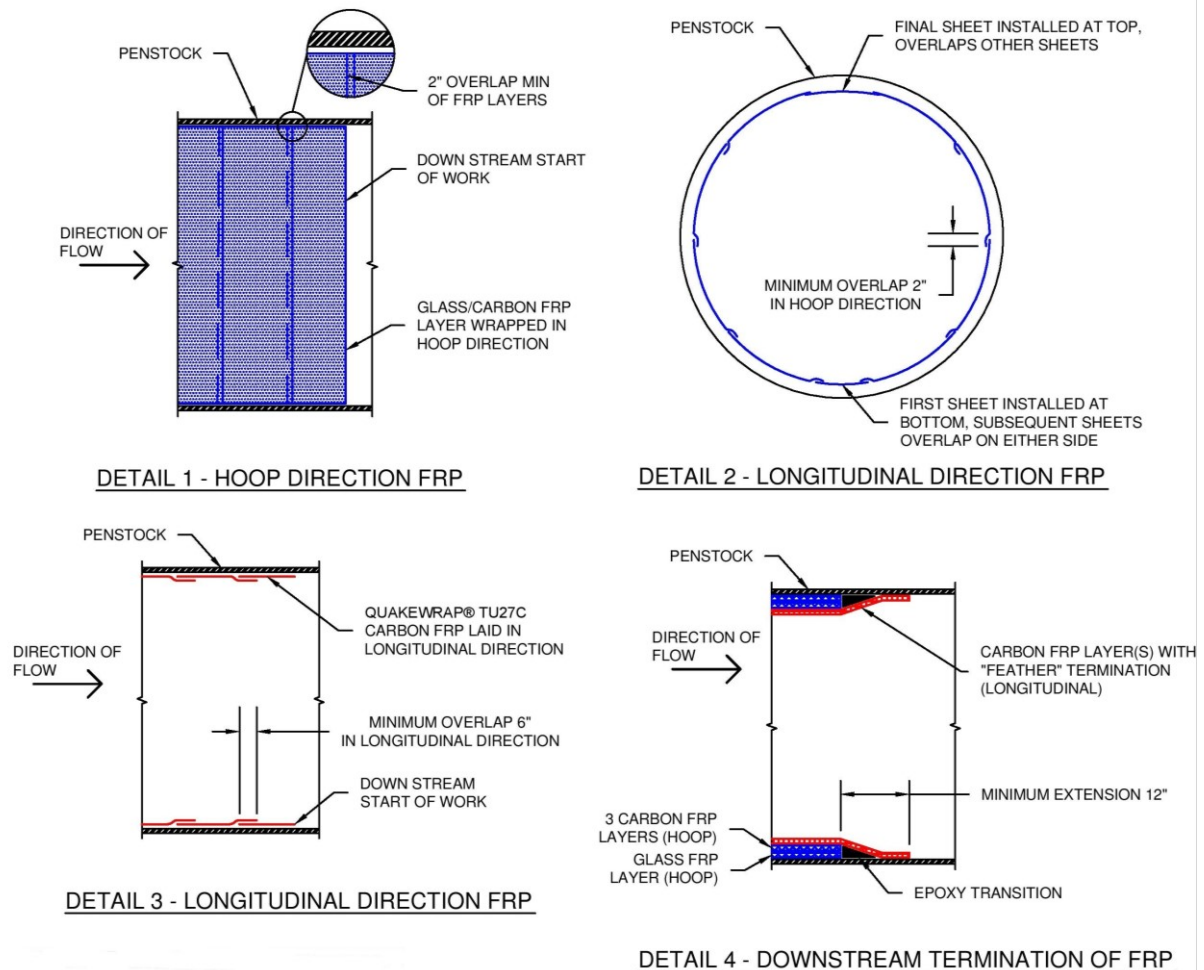 PENSTOCK
2" OVERLAP MIN
OF FRP LAYERS
DOWN STREAM START
OF WORK
DIRECTION OF
FLOW
GLASS/CARBON FRP
LAYER WRAPPED IN
HOOP DIRECTION
DETAIL 1 - HOOP DIRECTION FRP
PENSTOCK
FINAL SHEET INSTALLED AT TOP,
OVERLAPS OTHER SHEETS
MINIMUM OVERLAP 2"
IN HOOP DIRECTION
FIRST SHEET INSTALLED AT
BOTTOM, SUBSEQUENT SHEETS
OVERLAP ON EITHER SIDE
DETAIL 2 - LONGITUDINAL DIRECTION FRP
PENSTOCK
QUAKEWRAP® TU27C
CARBON FRP LAID IN
LONGITUDINAL DIRECTION
DIRECTION OF
FLOW
MINIMUM OVERLAP 6"
IN LONGITUDINAL DIRECTION
DOWN STREAM
START OF WORK
DETAIL 3 - LONGITUDINAL DIRECTION FRP
PENSTOCK
DIRECTION OF
FLOW
CARBON FRP LAYER(S) WITH
"FEATHER" TERMINATION
(LONGITUDINAL)
MINIMUM EXTENSION 12"
3 CARBON FRP
LAYERS (HOOP)
GLASS FRP
LAYER (HOOP)
EPOXY TRANSITION
DETAIL 4 - DOWNSTREAM TERMINATION OF FRP